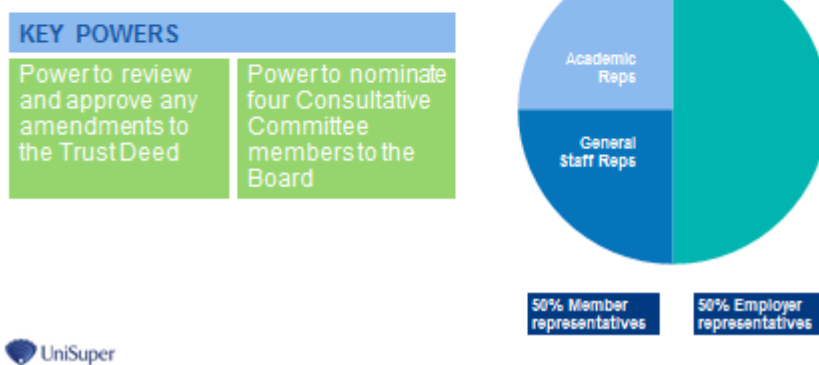 KEY POWERS
Power to review
and approve any
amendments to
the Trust Deed
Power to nominate
four Consultative
Committee
members to the
Board
Academic
Reps
General
Staff Reps
50% Member
representatives
50% Employer
representatives
UniSuper